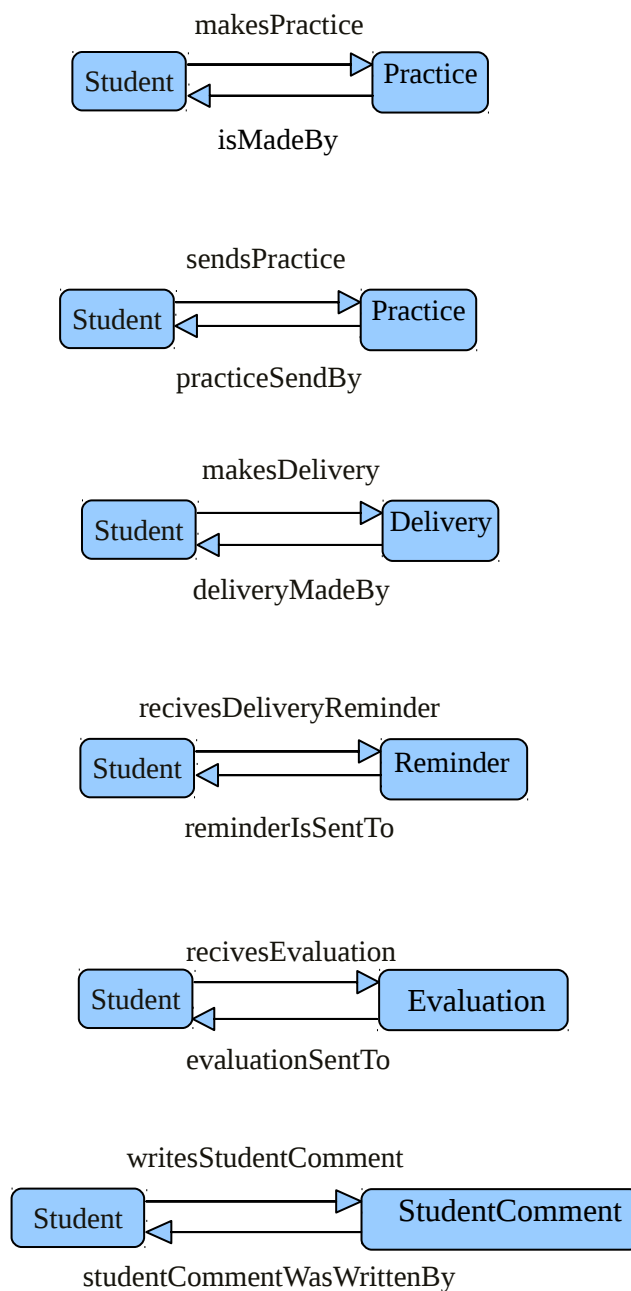 makesPractice
Student
Practice
isMadeBy
sendsPractice
Student
Practice
practiceSendBy
makesDelivery
Student
Delivery
deliveryMadeBy
recivesDeliveryReminder
Student
Reminder
reminderIsSentTo
recivesEvaluation
Student
Evaluation
evaluationSentTo
writesStudentComment
Student
StudentComment
studentCommentWasWrittenBy